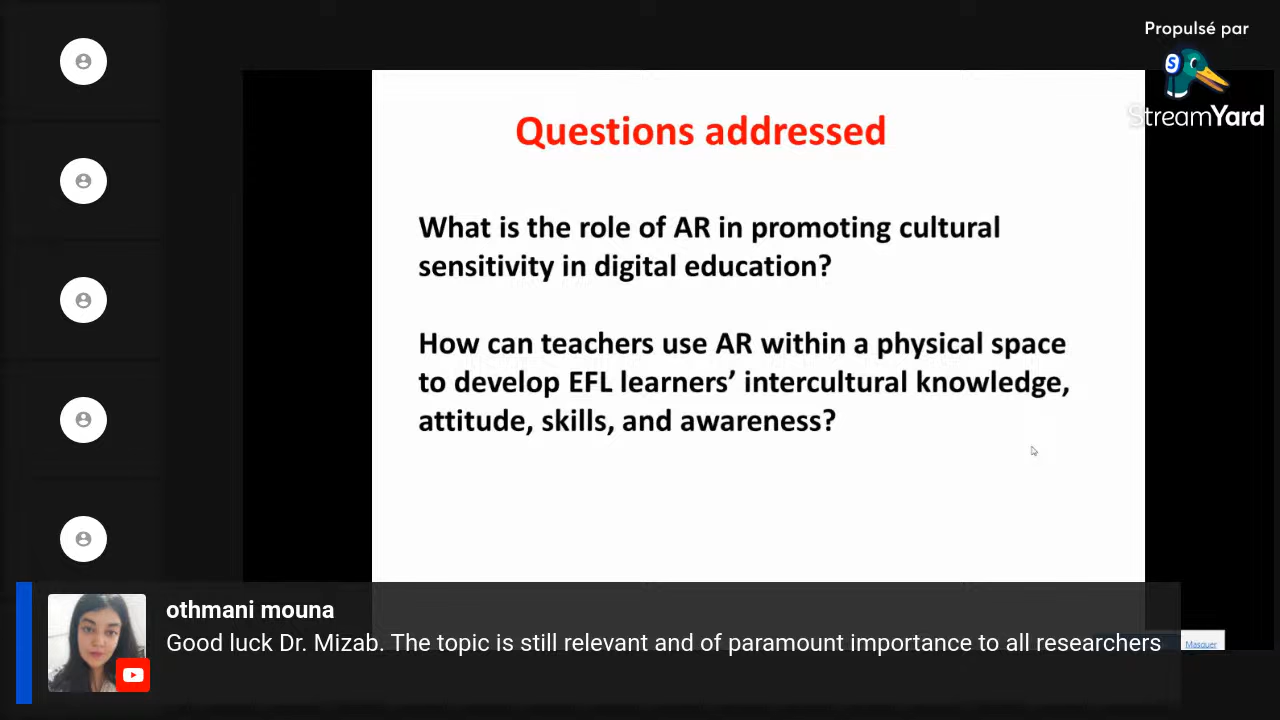 Propulsé par
StreamYard
Questions addressed
What is the role of AR in promoting cultural
sensitivity in digital education?
How can teachers use AR within a physical space
to develop EFL learners’ intercultural knowledge,
attitude, skills, and awareness?
Masquer
othmani mouna
Good luck Dr. Mizab. The topic is still relevant and of paramount importance to all researchers